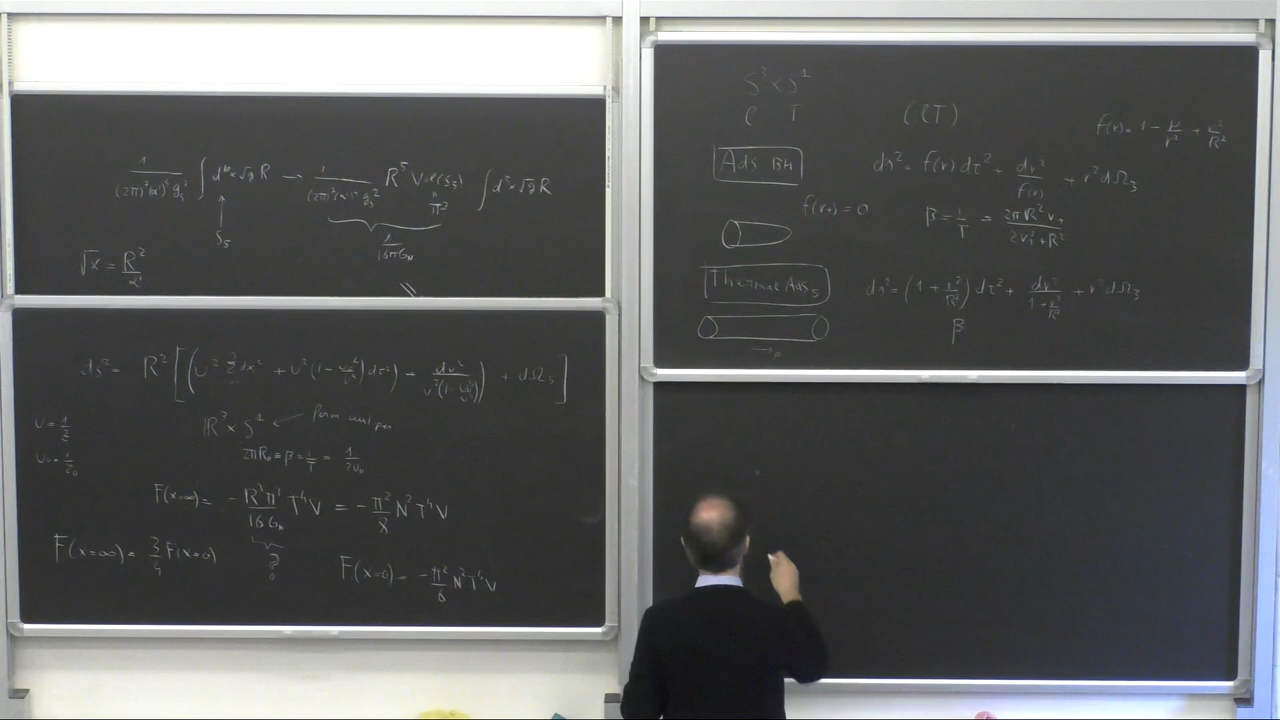 1/((2π)^7 (α')^4 g_s^2) ∫ d^10x √g R → 1/((2π)^7 (α')^4 g_s^2) R^5 Vol(S_5) ∫ d^5x √g R
π^3
S_5
1/(16πG_N)
√x = R^2/α'
ds^2 = R^2 [ ( u^2 Σ dx_i^2 + u^2 (1 - u_0^4/u^4) dτ^2 ) + du^2/(u^2(1 - u_0^4/u^4)) + dΩ_5 ]
u = 1/z
u_0 = 1/z_0
ℝ^3 × S^1 ←
2πR_0 ≡ β = 1/T = 1/2u_0
F(x=∞) = - R^3π^3/16G_N T^4 V = - π^2/8 N^2 T^4 V
?
F(x=∞) = 3/4 F(x=0)
F(x=0) = - π^2/6 N^2 T^4 V
S^3 × S^1
ℓ T
(ℓT)
f(r) = 1 - μ/r^2 + r^2/R^2
AdS BH
ds^2 = f(r) dτ^2 + dr^2/f(r) + r^2 dΩ_3
f(r_+) = 0
β = 1/T = 2πR^2 r_+/(2r_+^2 + R^2)
Thermal AdS_5
ds^2 = (1 + r^2/R^2) dτ^2 + dr^2/(1 + r^2/R^2) + r^2 dΩ_3
β
→ρ